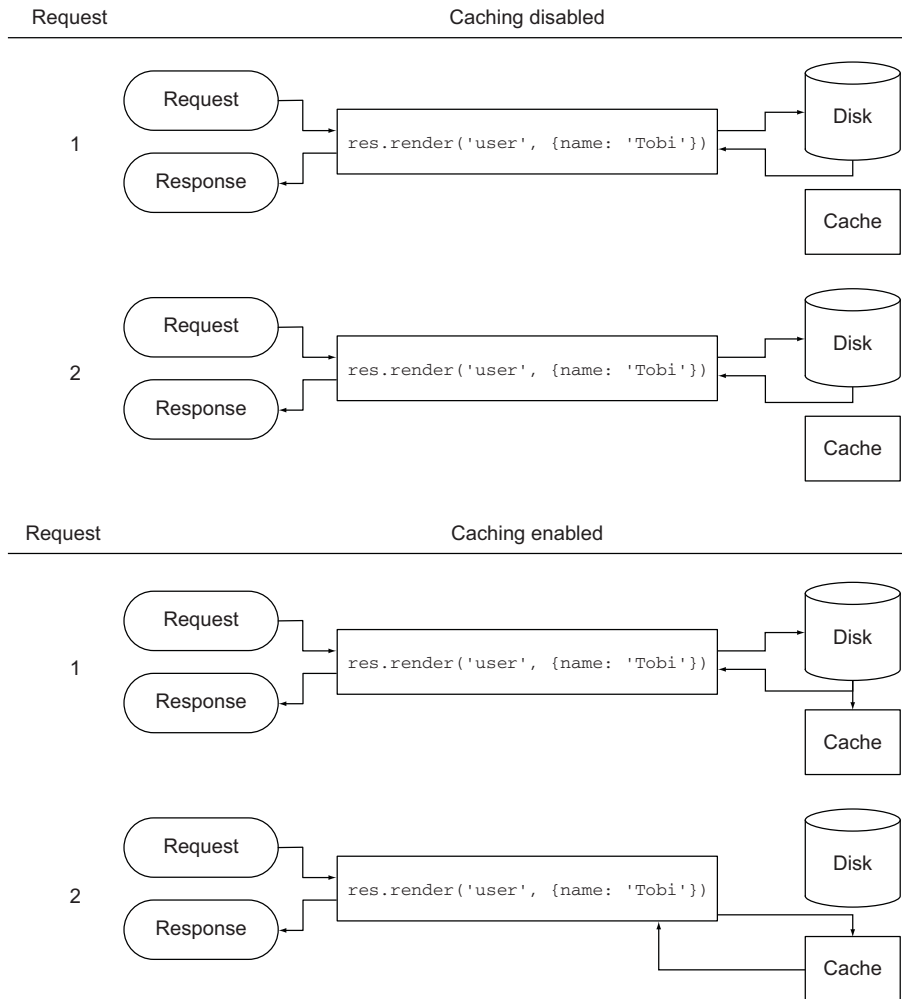 Request Caching disabled
Request
1
res.render('user', {name: 'Tobi'})
Disk
Response
Cache
Request
2
res.render('user', {name: 'Tobi'})
Disk
Response
Cache
Request Caching enabled
Request
1
res.render('user', {name: 'Tobi'})
Disk
Response
Cache
Request
2
res.render('user', {name: 'Tobi'})
Disk
Response
Cache